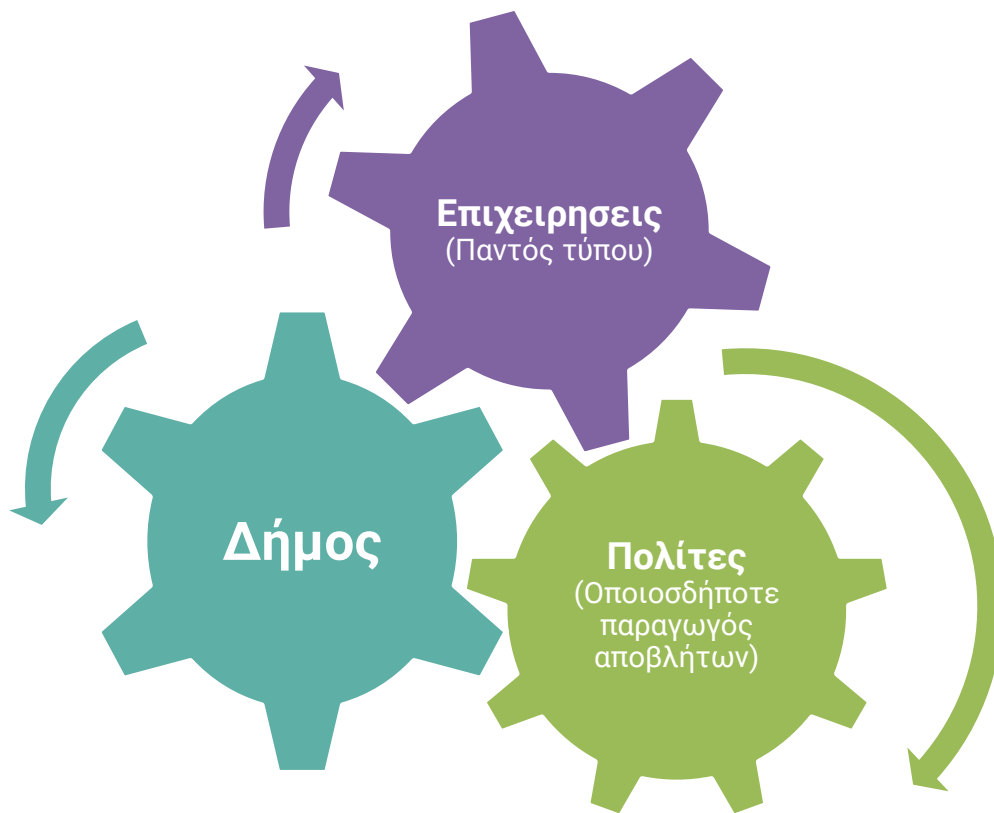 Επιχειρησεις
(Παντός τύπου)
Δήμος
Πολίτες
(Οποιοσδήποτε
παραγωγός
αποβλήτων)